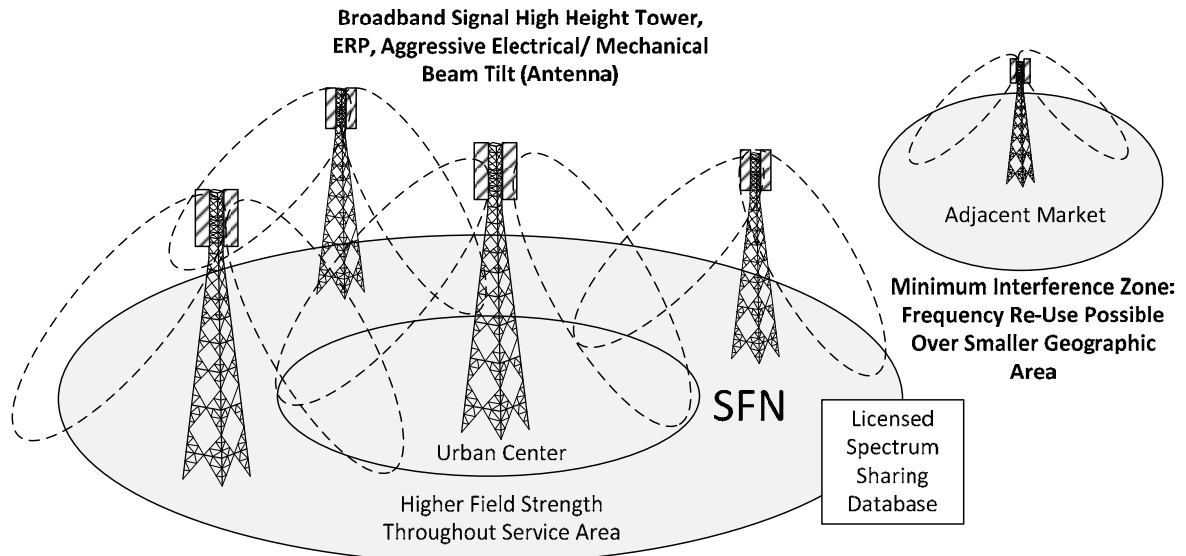 Broadband Signal High Height Tower,
ERP, Aggressive Electrical/ Mechanical
Beam Tilt (Antenna)
Adjacent Market
Minimum Interference Zone:
Frequency Re-Use Possible
Over Smaller Geographic
Area
SFN
Licensed
Spectrum
Sharing
Database
Urban Center
Higher Field Strength
Throughout Service Area